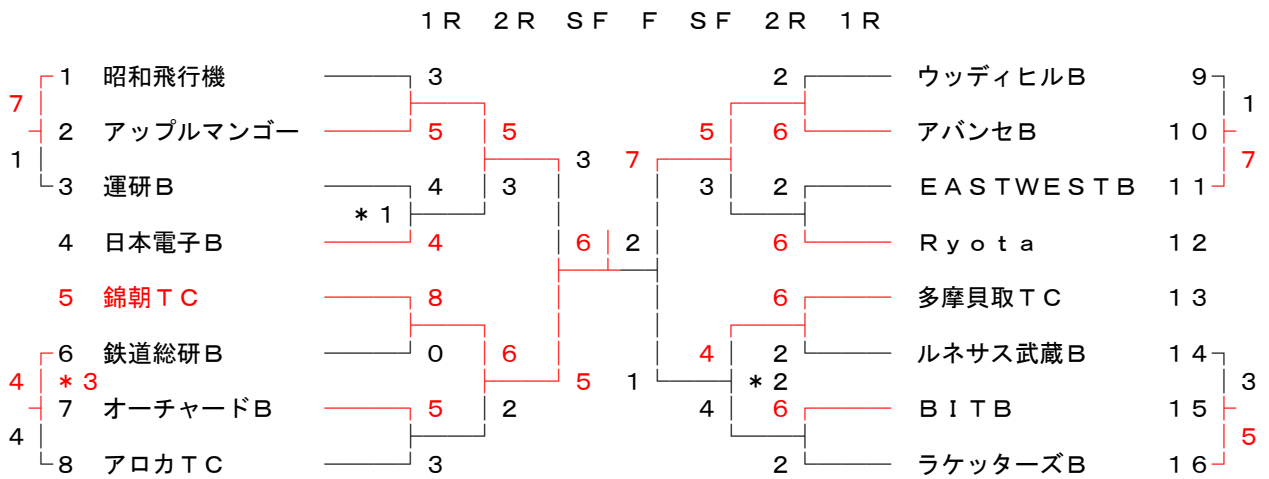 １Ｒ ２Ｒ ＳＦ Ｆ ＳＦ ２Ｒ １Ｒ
１ 昭和飛行機 ３ ２ ウッディヒルＢ ９
７ １
２ アップルマンゴー ５ ５ ５ ６ アバンセＢ １０
１ ３ ７ ７
３ 運研Ｂ ４ ３ ３ ２ ＥＡＳＴＷＥＳＴＢ １１
＊１
４ 日本電子Ｂ ４ ６ ２ ６ Ｒｙｏｔａ １２
５ 錦朝ＴＣ ８ ６ 多摩貝取ＴＣ １３
６ 鉄道総研Ｂ ０ ６ ４ ２ ルネサス武蔵Ｂ １４
４ ＊３ ５ １ ＊２ ３
７ オーチャードＢ ５ ２ ４ ６ ＢＩＴＢ １５
４ ５
８ アロカＴＣ ３ ２ ラケッターズＢ １６